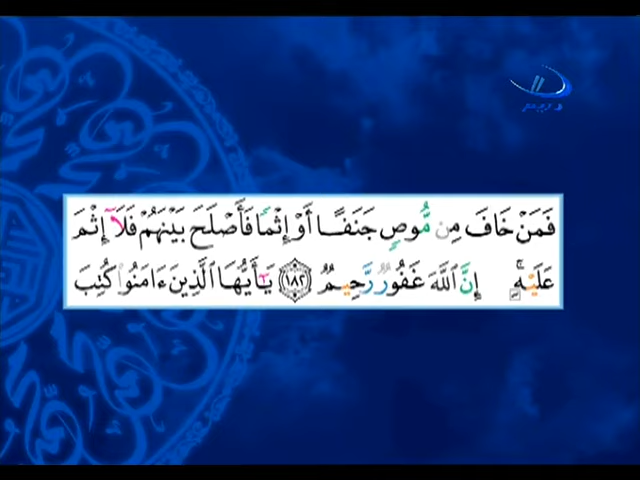 فَمَنْ خَافَ مِن مُّوصٍ جَنَفًا أَوْ إِثْمًا فَأَصْلَحَ بَيْنَهُمْ فَلَآ إِثْمَ
عَلَيْهِ ۚ إِنَّ ٱللَّهَ غَفُورٌ رَّحِيمٌ ﴿١٨٢﴾ يَـٰٓأَيُّهَا ٱلَّذِينَ ءَامَنُوا۟ كُتِبَ